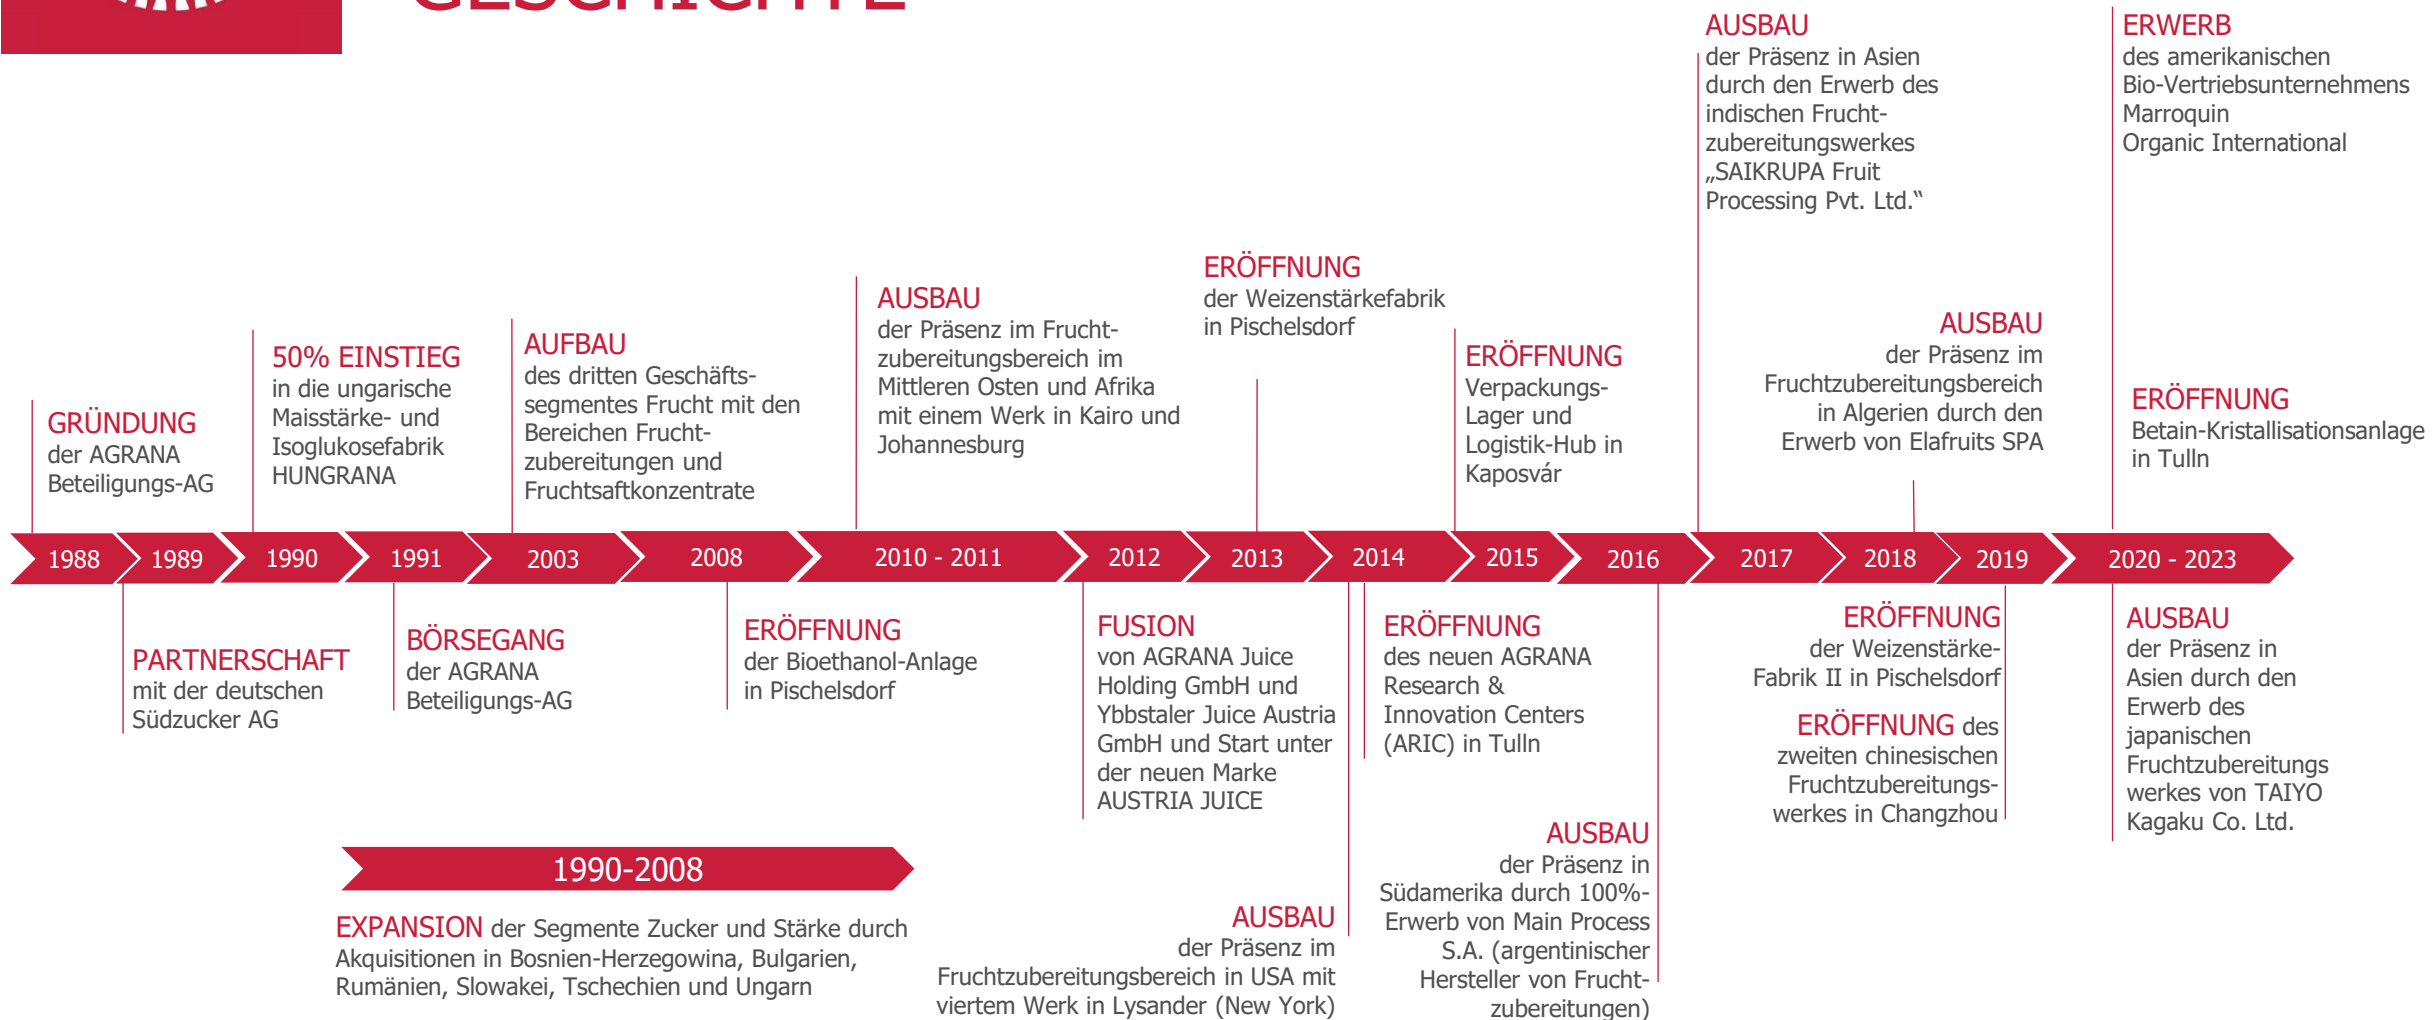 GESCHICHTE
AUSBAU
der Präsenz in Asien
durch den Erwerb des
indischen Frucht-
zubereitungswerkes
„SAIKRUPA Fruit
Processing Pvt. Ltd.“
ERWERB
des amerikanischen
Bio-Vertriebsunternehmens
Marroquin
Organic International
GRÜNDUNG
der AGRANA
Beteiligungs-AG
50% EINSTIEG
in die ungarische
Maisstärke- und
Isoglukosefabrik
HUNGRANA
AUFBAU
des dritten Geschäfts-
segmentes Frucht mit den
Bereichen Frucht-
zubereitungen und
Fruchtsaftkonzentrate
AUSBAU
der Präsenz im Frucht-
zubereitungsbereich im
Mittleren Osten und Afrika
mit einem Werk in Kairo und
Johannesburg
ERÖFFNUNG
der Weizenstärkefabrik
in Pischelsdorf
ERÖFFNUNG
Verpackungs-
Lager und
Logistik-Hub in
Kaposvár
AUSBAU
der Präsenz im
Fruchtzubereitungsbereich
in Algerien durch den
Erwerb von Elafruits SPA
ERÖFFNUNG
Betain-Kristallisationsanlage
in Tulln
1988 1989 1990 1991 2003 2008 2010 - 2011 2012 2013 2014 2015 2016 2017 2018 2019 2020 - 2023
PARTNERSCHAFT
mit der deutschen
Südzucker AG
BÖRSEGANG
der AGRANA
Beteiligungs-AG
ERÖFFNUNG
der Bioethanol-Anlage
in Pischelsdorf
FUSION
von AGRANA Juice
Holding GmbH und
Ybbstaler Juice Austria
GmbH und Start unter
der neuen Marke
AUSTRIA JUICE
ERÖFFNUNG
des neuen AGRANA
Research &
Innovation Centers
(ARIC) in Tulln
ERÖFFNUNG
der Weizenstärke-
Fabrik II in Pischelsdorf
ERÖFFNUNG des
zweiten chinesischen
Fruchtzubereitungs-
werkes in Changzhou
AUSBAU
der Präsenz in
Asien durch den
Erwerb des
japanischen
Fruchtzubereitungs
werkes von TAIYO
Kagaku Co. Ltd.
1990-2008
EXPANSION der Segmente Zucker und Stärke durch
Akquisitionen in Bosnien-Herzegowina, Bulgarien,
Rumänien, Slowakei, Tschechien und Ungarn
AUSBAU
der Präsenz im
Fruchtzubereitungsbereich in USA mit
viertem Werk in Lysander (New York)
AUSBAU
der Präsenz in
Südamerika durch 100%-
Erwerb von Main Process
S.A. (argentinischer
Hersteller von Frucht-
zubereitungen)